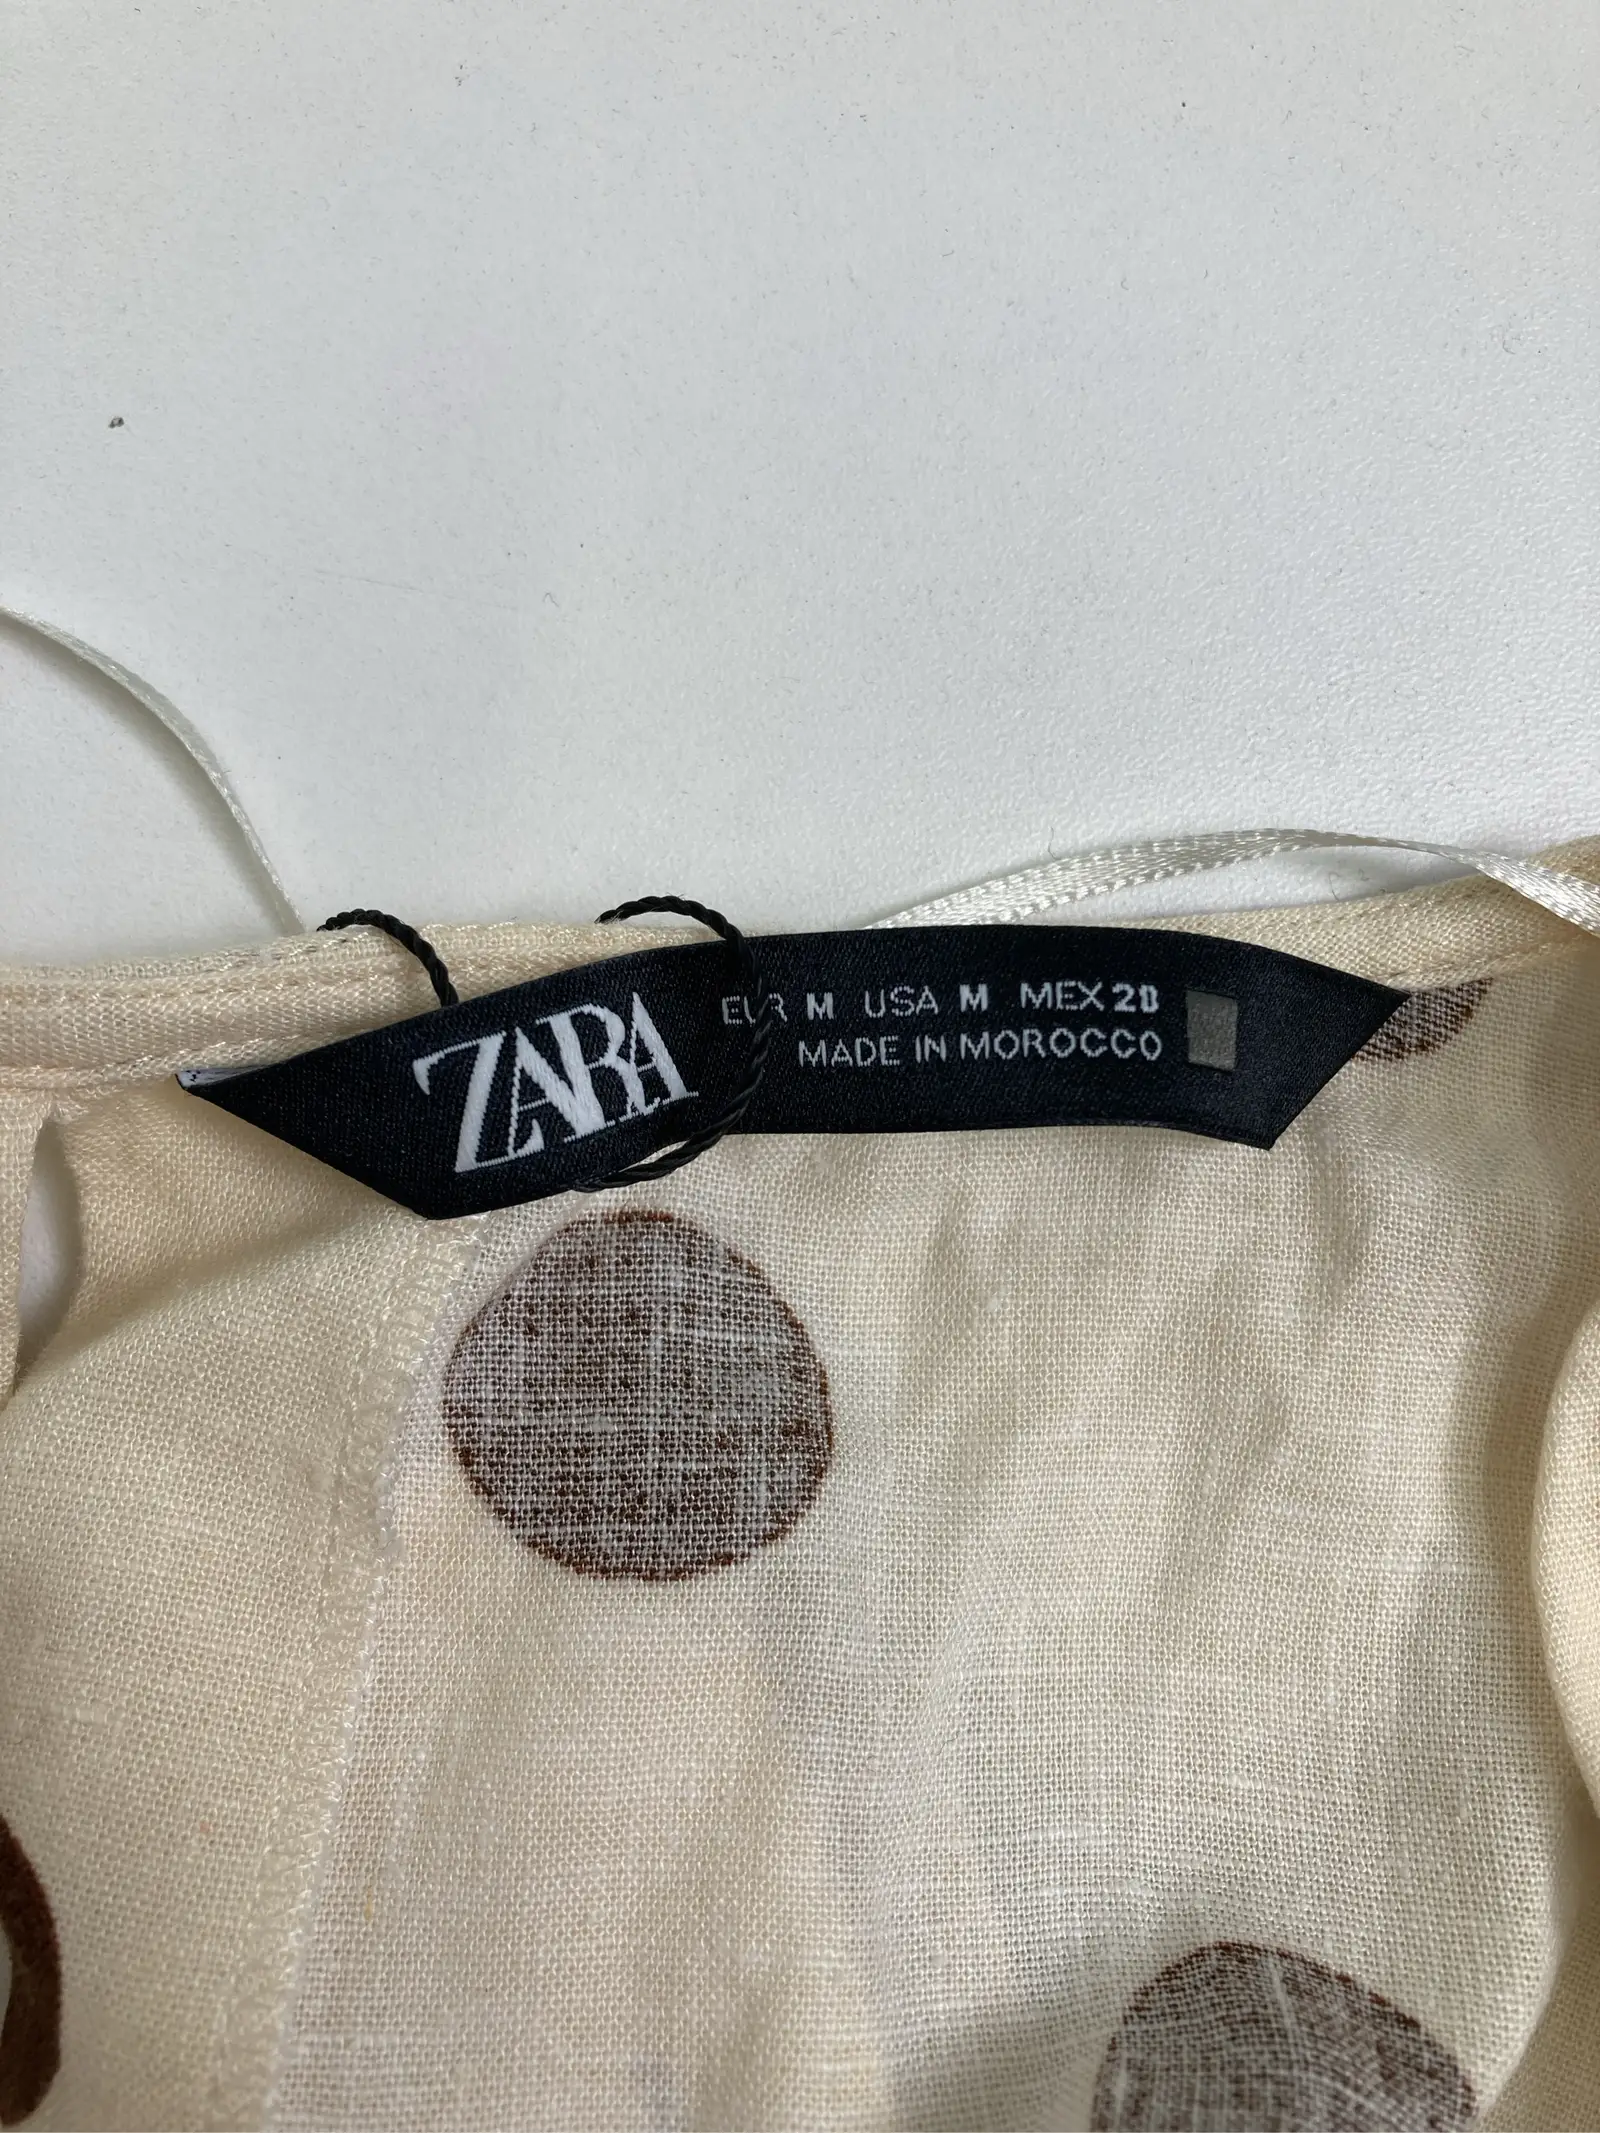 ZARA
EUR M USA M MEX 28
MADE IN MOROCCO